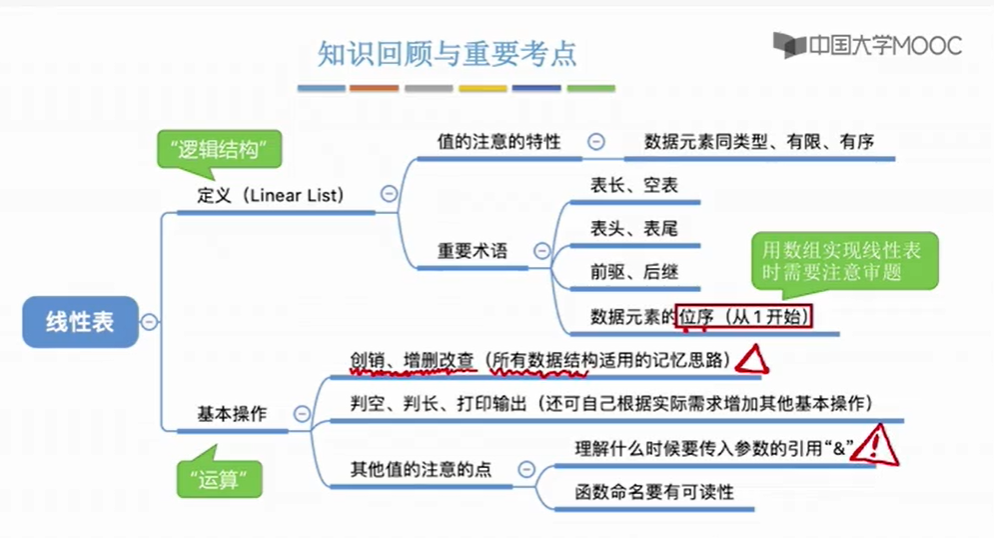 知识回顾与重要考点
中国大学MOOC
"逻辑结构"
值的注意的特性
数据元素同类型、有限、有序
定义（Linear List）
表长、空表
表头、表尾
重要术语
用数组实现线性表
时需要注意审题
前驱、后继
线性表
数据元素的位序（从1开始）
创销、增删改查（所有数据结构适用的记忆思路）
基本操作
判空、判长、打印输出（还可自己根据实际需求增加其他基本操作）
理解什么时候要传入参数的引用"&"
!
其他值的注意的点
"运算"
函数命名要有可读性